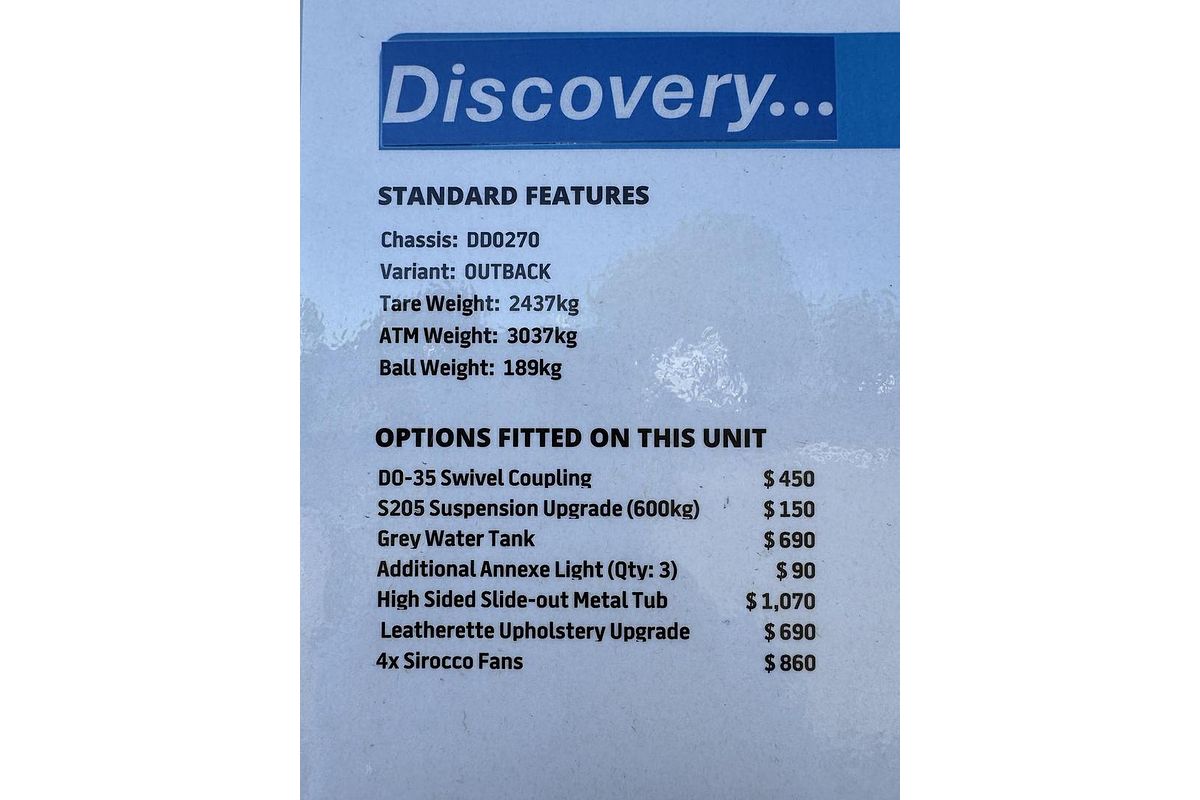 Discovery...
STANDARD FEATURES
Chassis: DD0270
Variant: OUTBACK
Tare Weight: 2437kg
ATM Weight: 3037kg
Ball Weight: 189kg
OPTIONS FITTED ON THIS UNIT
DO-35 Swivel Coupling $ 450
S205 Suspension Upgrade (600kg) $ 150
Grey Water Tank $ 690
Additional Annexe Light (Qty: 3) $ 90
High Sided Slide-out Metal Tub $ 1,070
Leatherette Upholstery Upgrade $ 690
4x Sirocco Fans $ 860